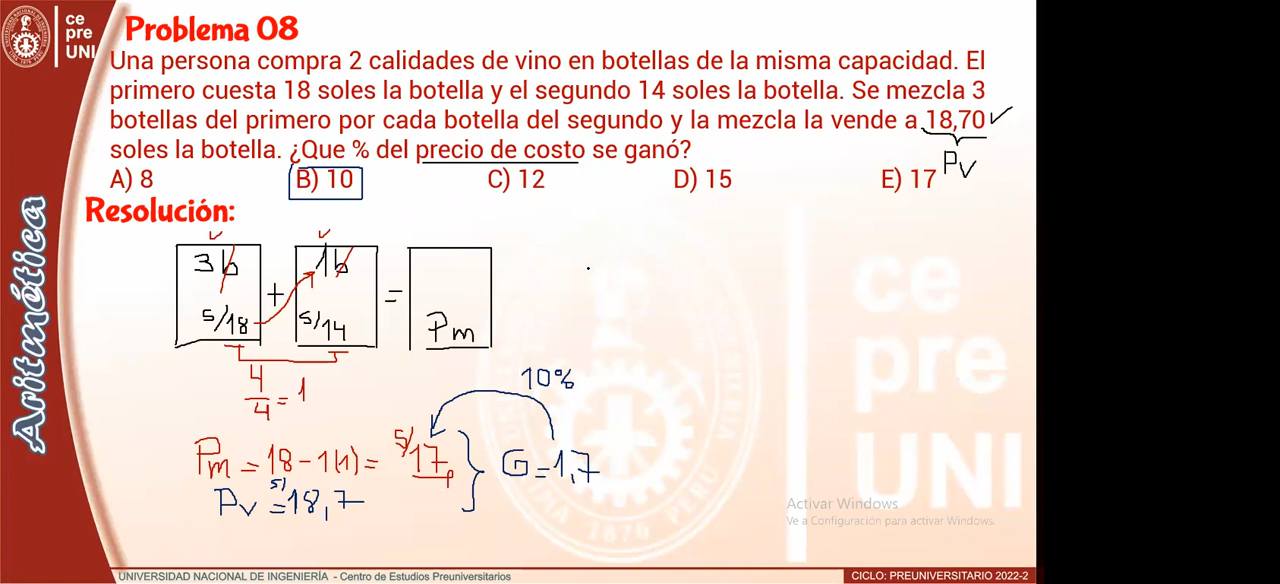 ce
pre
UNI
Problema 08
Una persona compra 2 calidades de vino en botellas de la misma capacidad. El
primero cuesta 18 soles la botella y el segundo 14 soles la botella. Se mezcla 3
botellas del primero por cada botella del segundo y la mezcla la vende a 18,70
soles la botella. ¿Que % del precio de costo se ganó?
Pv
A) 8 B) 10 C) 12 D) 15 E) 17
Resolución:
3b + 1b =
S/18 S/14 Pm
4/4 = 1
10%
Pm = 18 - 1(1) = S/17
G = 1,7
Pv = S/18,7
Aritmética
ce
pre
UNI
1876
PERU
Activar Windows
Ve a Configuración para activar Windows.
UNIVERSIDAD NACIONAL DE INGENIERÍA - Centro de Estudios Preuniversitarios
CICLO: PREUNIVERSITARIO 2022-2